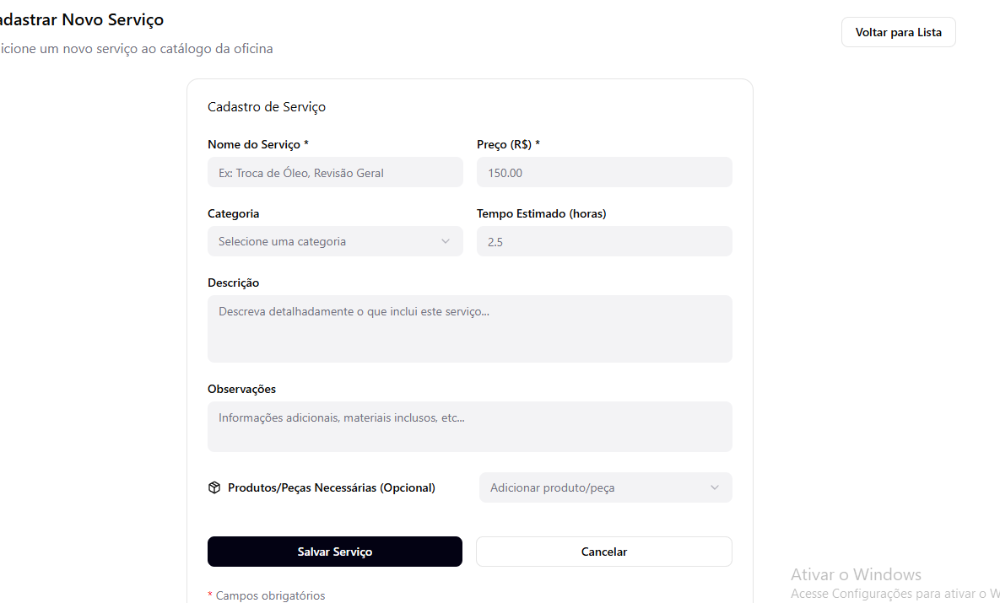 adastrar Novo Serviço
Voltar para Lista
icione um novo serviço ao catálogo da oficina
Cadastro de Serviço
Nome do Serviço * Preço (R$) *
Ex: Troca de Óleo, Revisão Geral 150.00
Categoria Tempo Estimado (horas)
Selecione uma categoria 2.5
Descrição
Descreva detalhadamente o que inclui este serviço...
Observações
Informações adicionais, materiais inclusos, etc...
Produtos/Peças Necessárias (Opcional) Adicionar produto/peça
Salvar Serviço Cancelar
Ativar o Windows
Acesse Configurações para ativar o W
* Campos obrigatórios